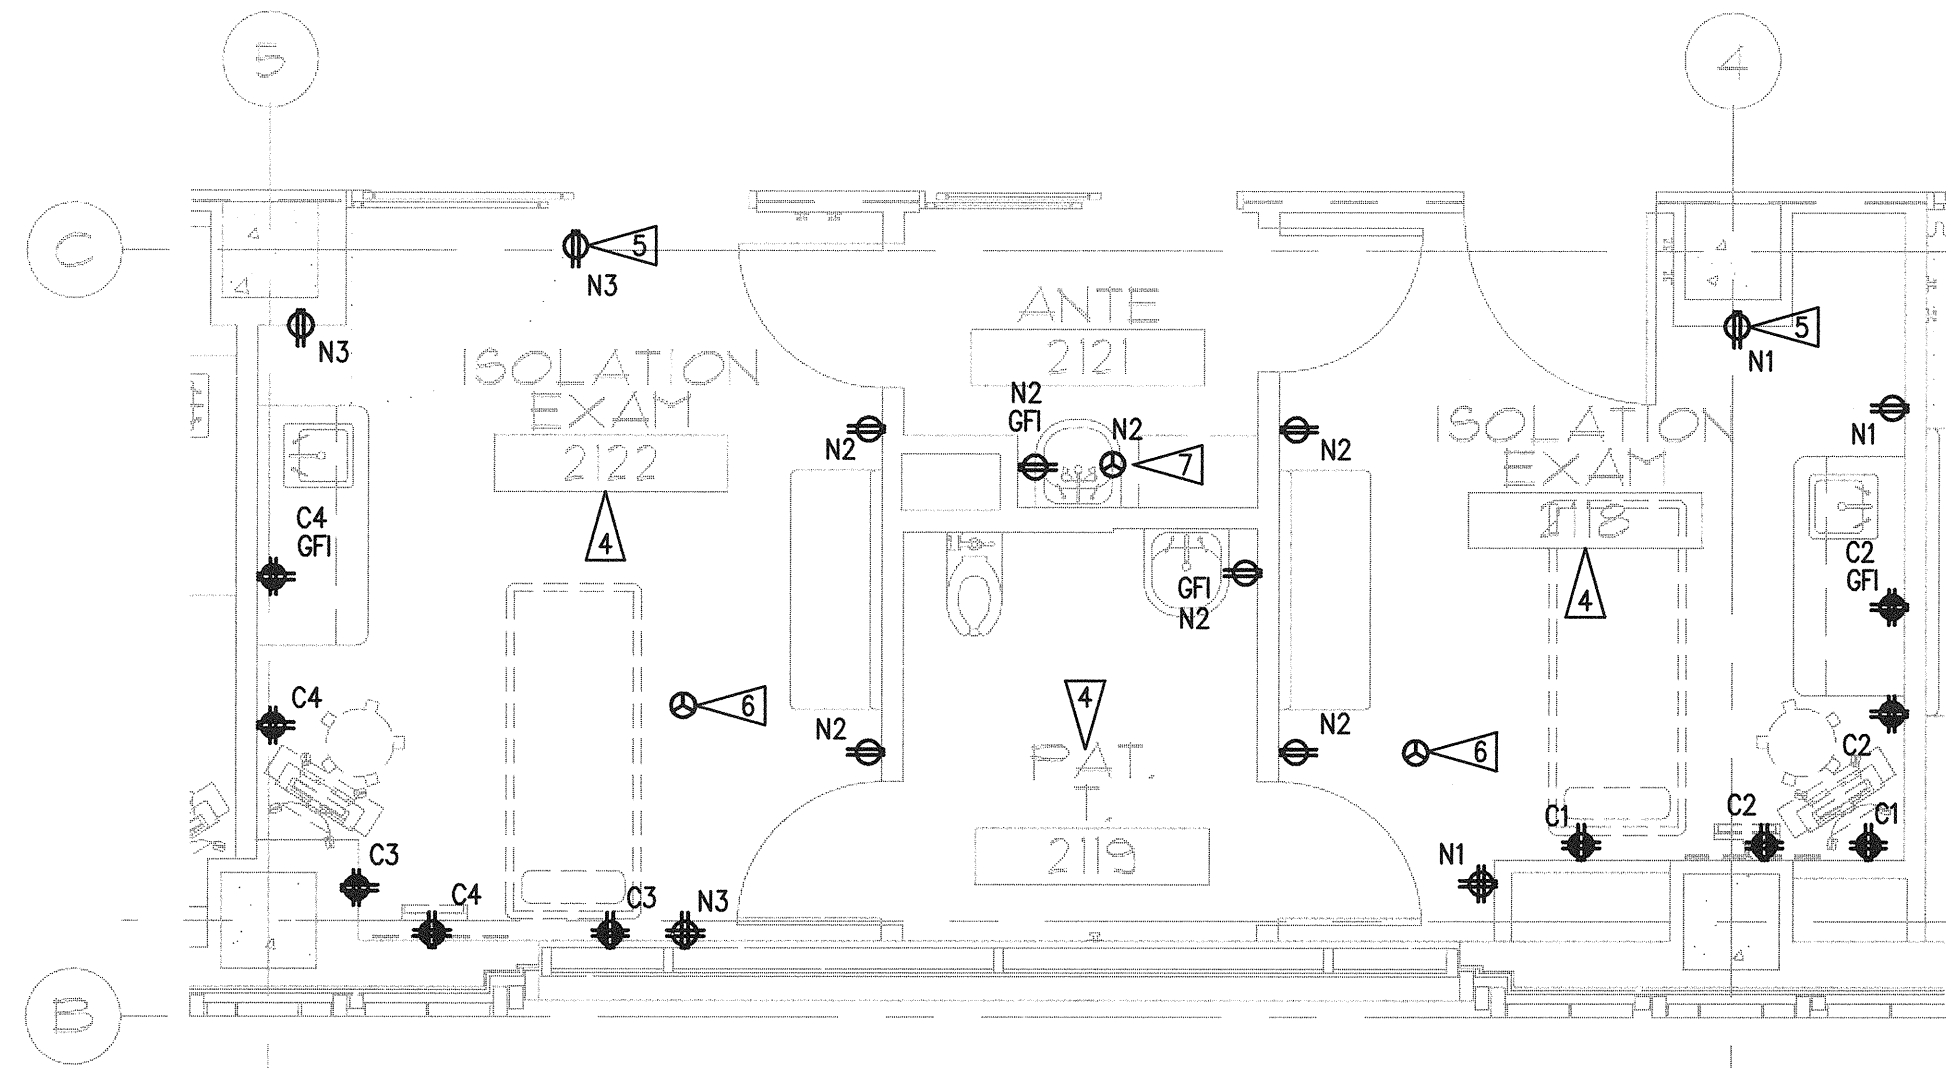 5
4
C
5
N3
N3
5
N1
ANTE
2121
ISOLATION
EXAM
2122
4
N2
N2
GFI
N2
7
N2
N1
ISOLATION
EXAM
4
C4
GFI
C2
GFI
GFI
N2
C4
6
N2
4
PAT.
T.
2119
N2
6
C2
C3
C4
C3
N3
N1
C1
C2
C1
B